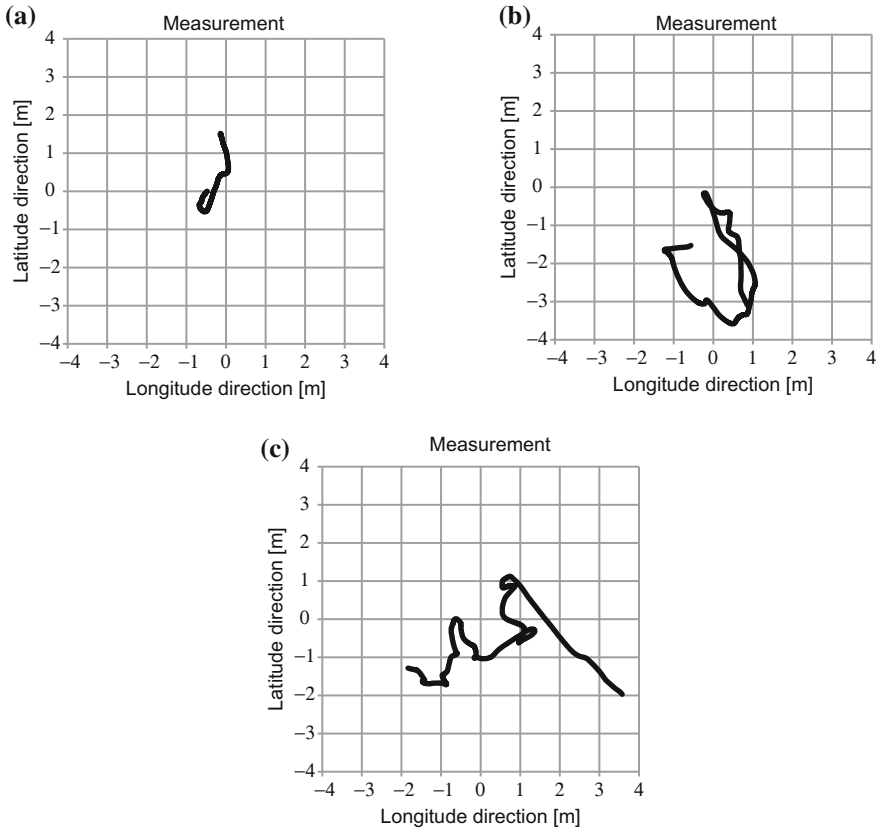 (a)
Measurement
4
3
2
1
0
−1
−2
−3
−4
Latitude direction [m]
−4 −3 −2 −1 0 1 2 3 4
Longitude direction [m]
(b)
Measurement
4
3
2
1
0
−1
−2
−3
−4
Latitude direction [m]
−4 −3 −2 −1 0 1 2 3 4
Longitude direction [m]
(c)
Measurement
4
3
2
1
0
−1
−2
−3
−4
Latitude direction [m]
−4 −3 −2 −1 0 1 2 3 4
Longitude direction [m]